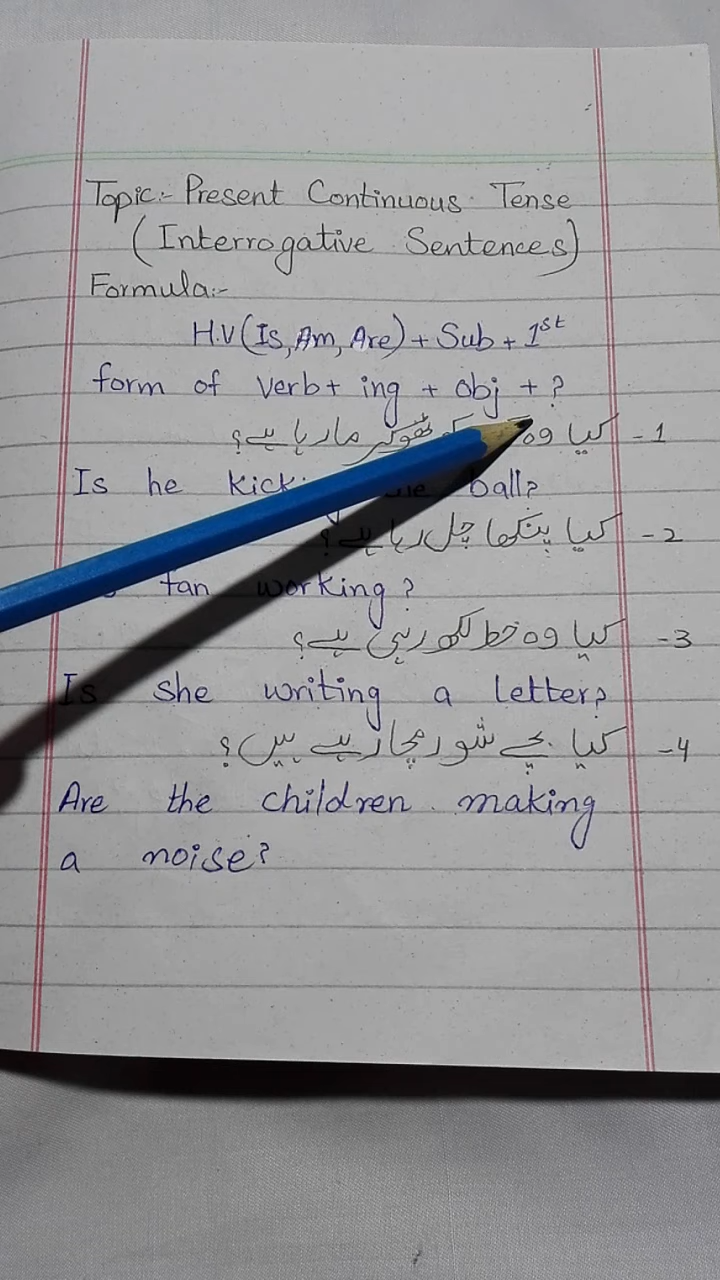 Topic:- Present Continuous Tense
(Interrogative Sentences)
Formula:-
H.V(Is, Am, Are) + Sub + 1st
form of verb + ing + obj + ?
1- کیا وہ ٹھوکر مار رہا ہے؟
Is he ball?
2- کیا پنکھا چل رہا ہے؟
fan working?
3- کیا وہ خط لکھ رہی ہے؟
Is she writing a letter?
4- کیا بچے شور مچا رہے ہیں؟
Are the children making
a noise?